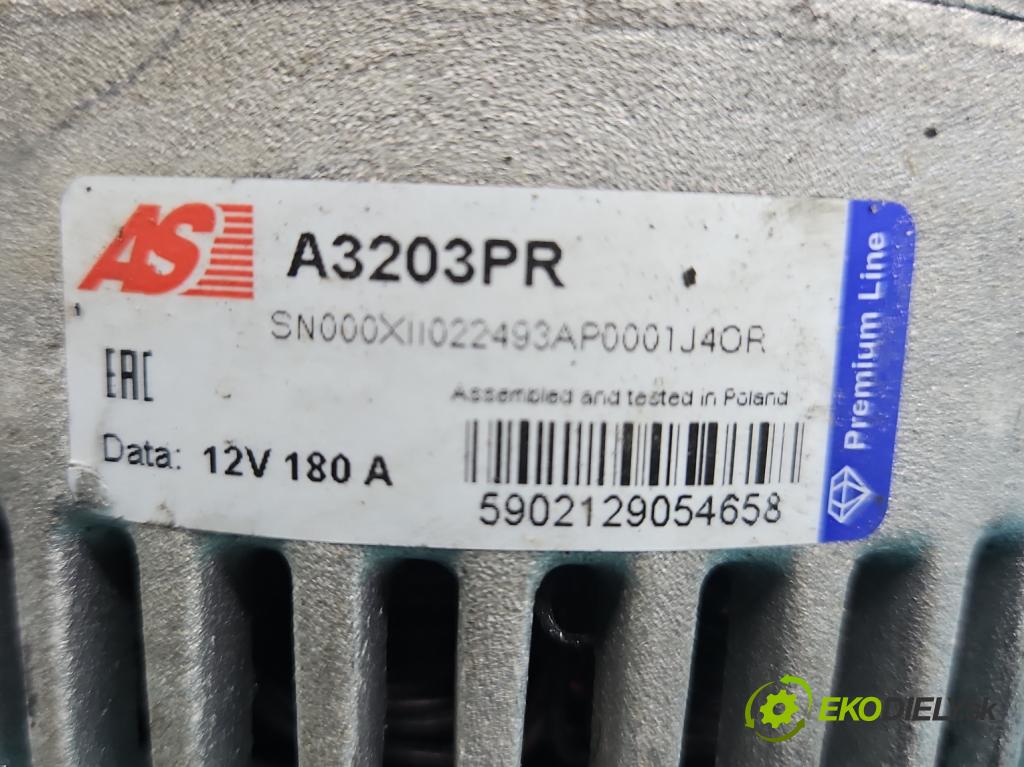 AS
A3203PR
SN000XII022493AP0001J4OR
EAC
Assembled and tested in Poland
Data: 12V 180 A
5902129054658
Premium Line
EKODIELY.SK